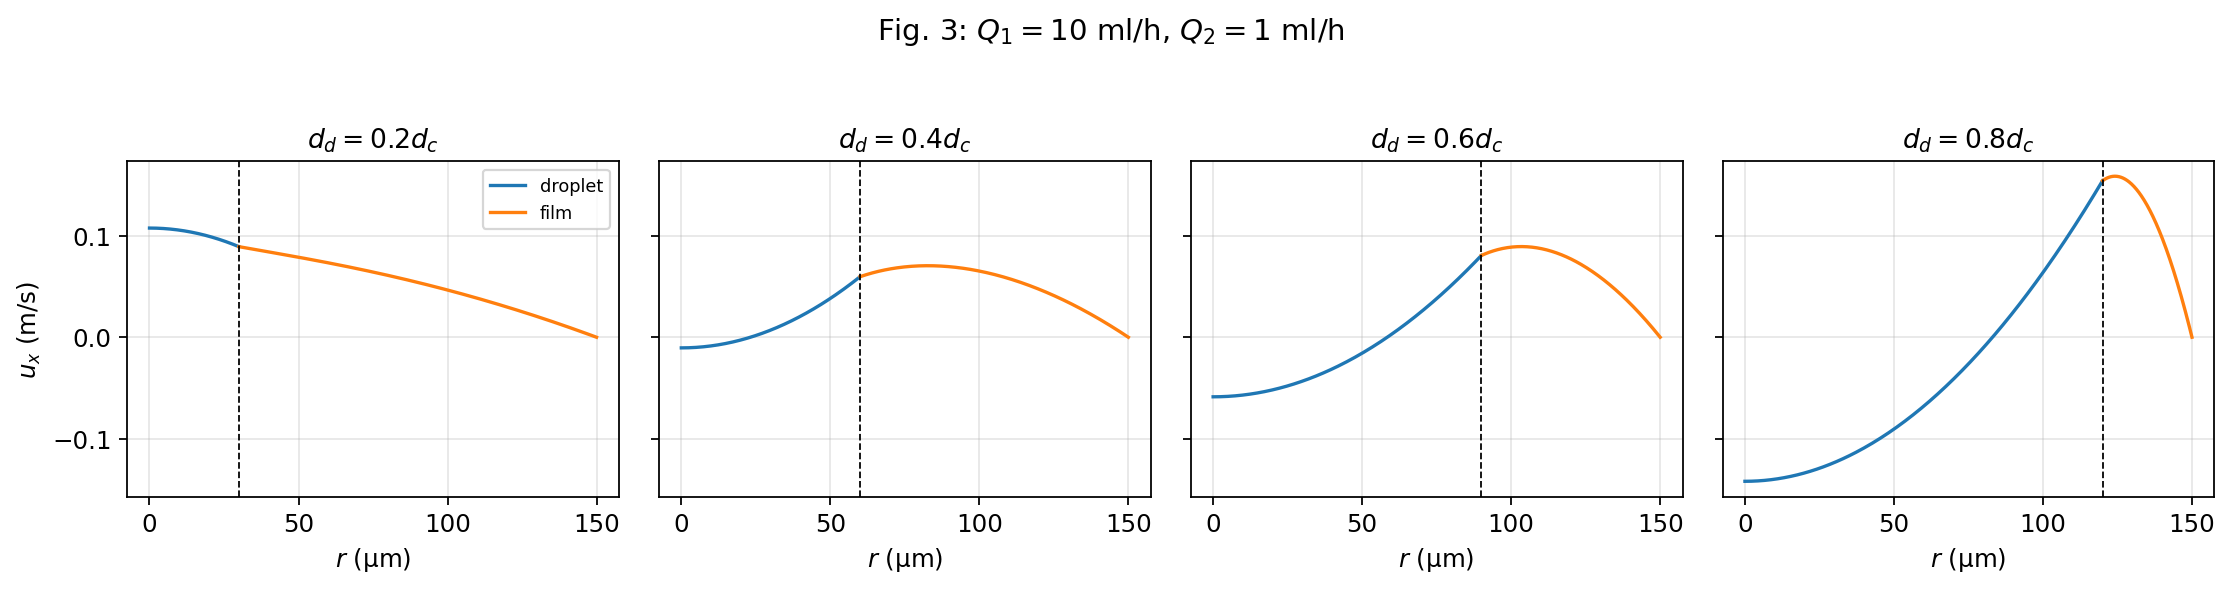 Fig. 3: Q₁ = 10 ml/h, Q₂ = 1 ml/h
d_d = 0.2d_c
d_d = 0.4d_c
d_d = 0.6d_c
d_d = 0.8d_c
droplet
film
u_x (m/s)
0.1
0.0
−0.1
0 50 100 150
0 50 100 150
0 50 100 150
0 50 100 150
r (µm)
r (µm)
r (µm)
r (µm)